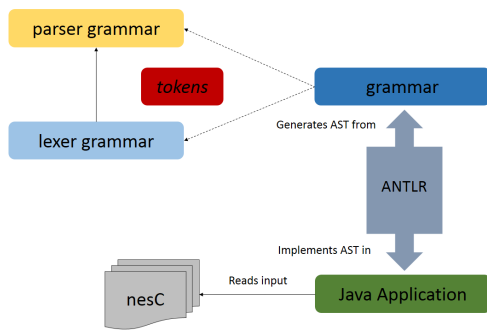 parser grammar
tokens
grammar
lexer grammar
Generates AST from
ANTLR
Implements AST in
Reads input
nesC
Java Application